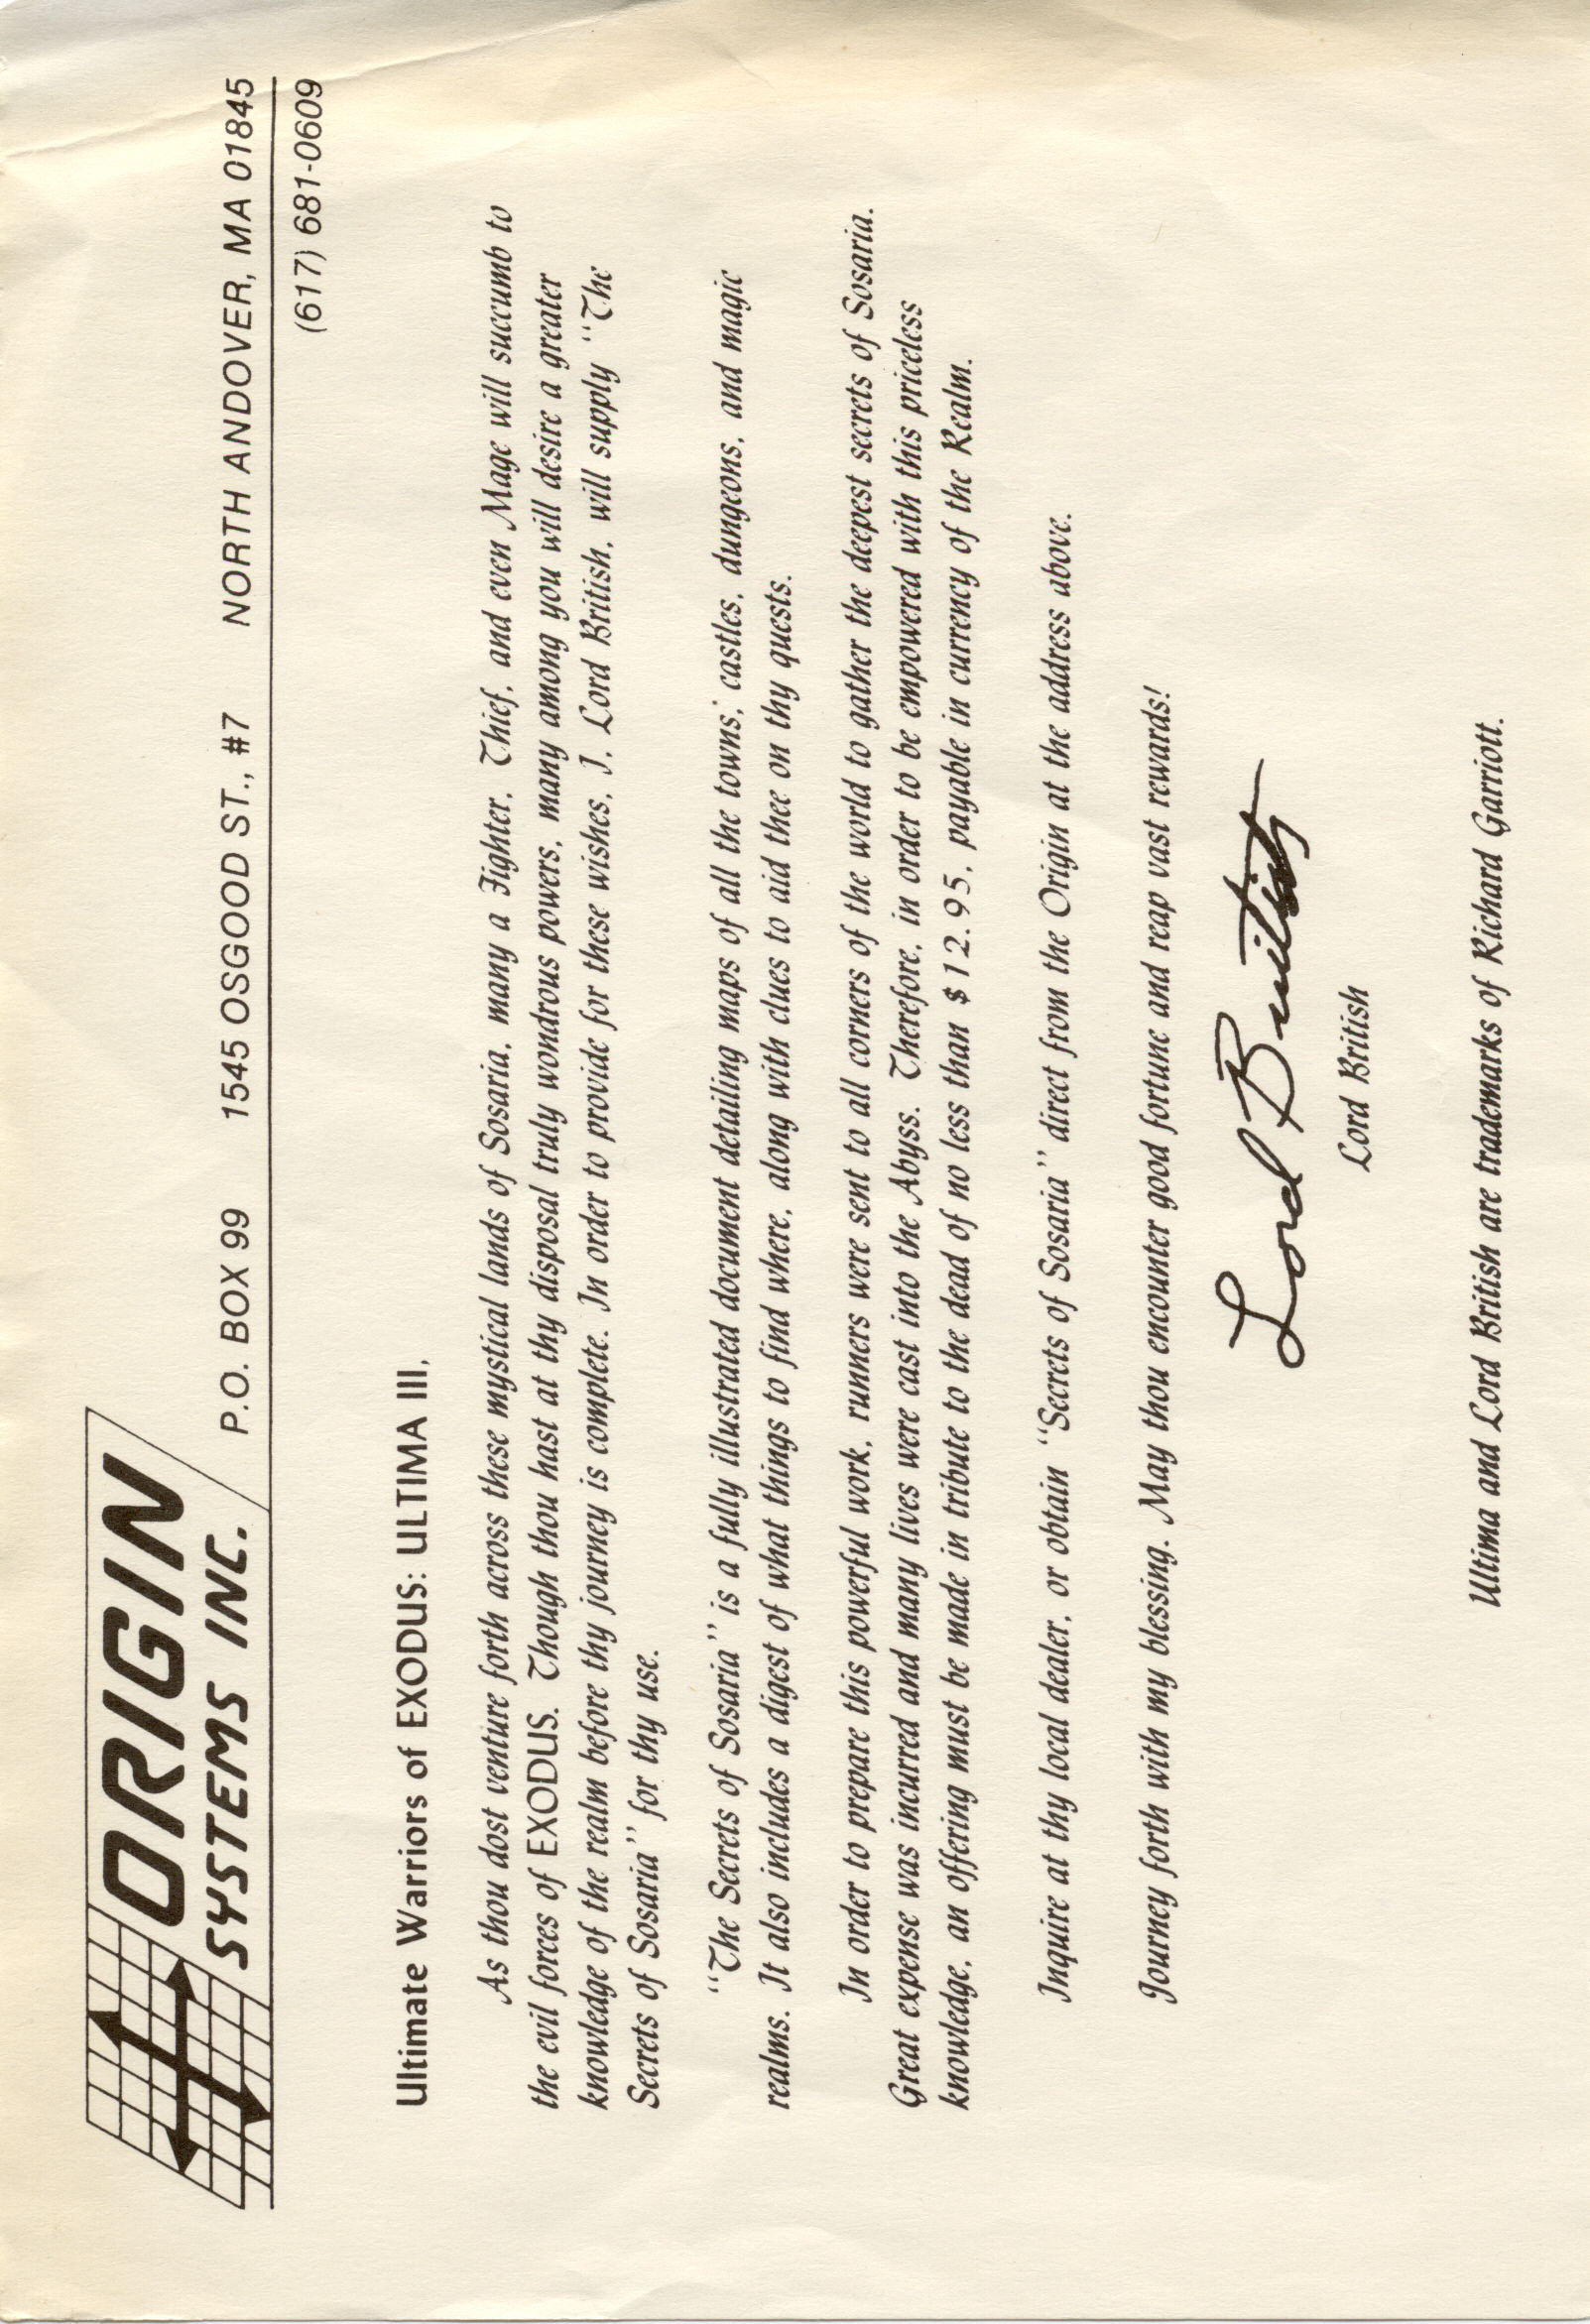 ORIGIN
SYSTEMS INC.
P.O. BOX 99 1545 OSGOOD ST., #7 NORTH ANDOVER, MA 01845
(617) 681-0609
Ultimate Warriors of EXODUS: ULTIMA III,
As thou dost venture forth across these mystical lands of Sosaria, many a Fighter, Thief, and even Mage will succumb to
the evil forces of EXODUS. Though thou hast at thy disposal truly wondrous powers, many among you will desire a greater
knowledge of the realm before thy journey is complete. In order to provide for these wishes, I, Lord British, will supply "The
Secrets of Sosaria" for thy use.
"The Secrets of Sosaria" is a fully illustrated document detailing maps of all the towns, castles, dungeons, and magic
realms. It also includes a digest of what things to find where, along with clues to aid thee on thy quests.
In order to prepare this powerful work, runners were sent to all corners of the world to gather the deepest secrets of Sosaria.
Great expense was incurred and many lives were cast into the Abyss. Therefore, in order to be empowered with this priceless
knowledge, an offering must be made in tribute to the dead of no less than $12.95, payable in currency of the Realm.
Inquire at thy local dealer, or obtain "Secrets of Sosaria" direct from the Origin at the address above.
Journey forth with my blessing. May thou encounter good fortune and reap vast rewards!
Lord British
Lord British
Ultima and Lord British are trademarks of Richard Garriott.